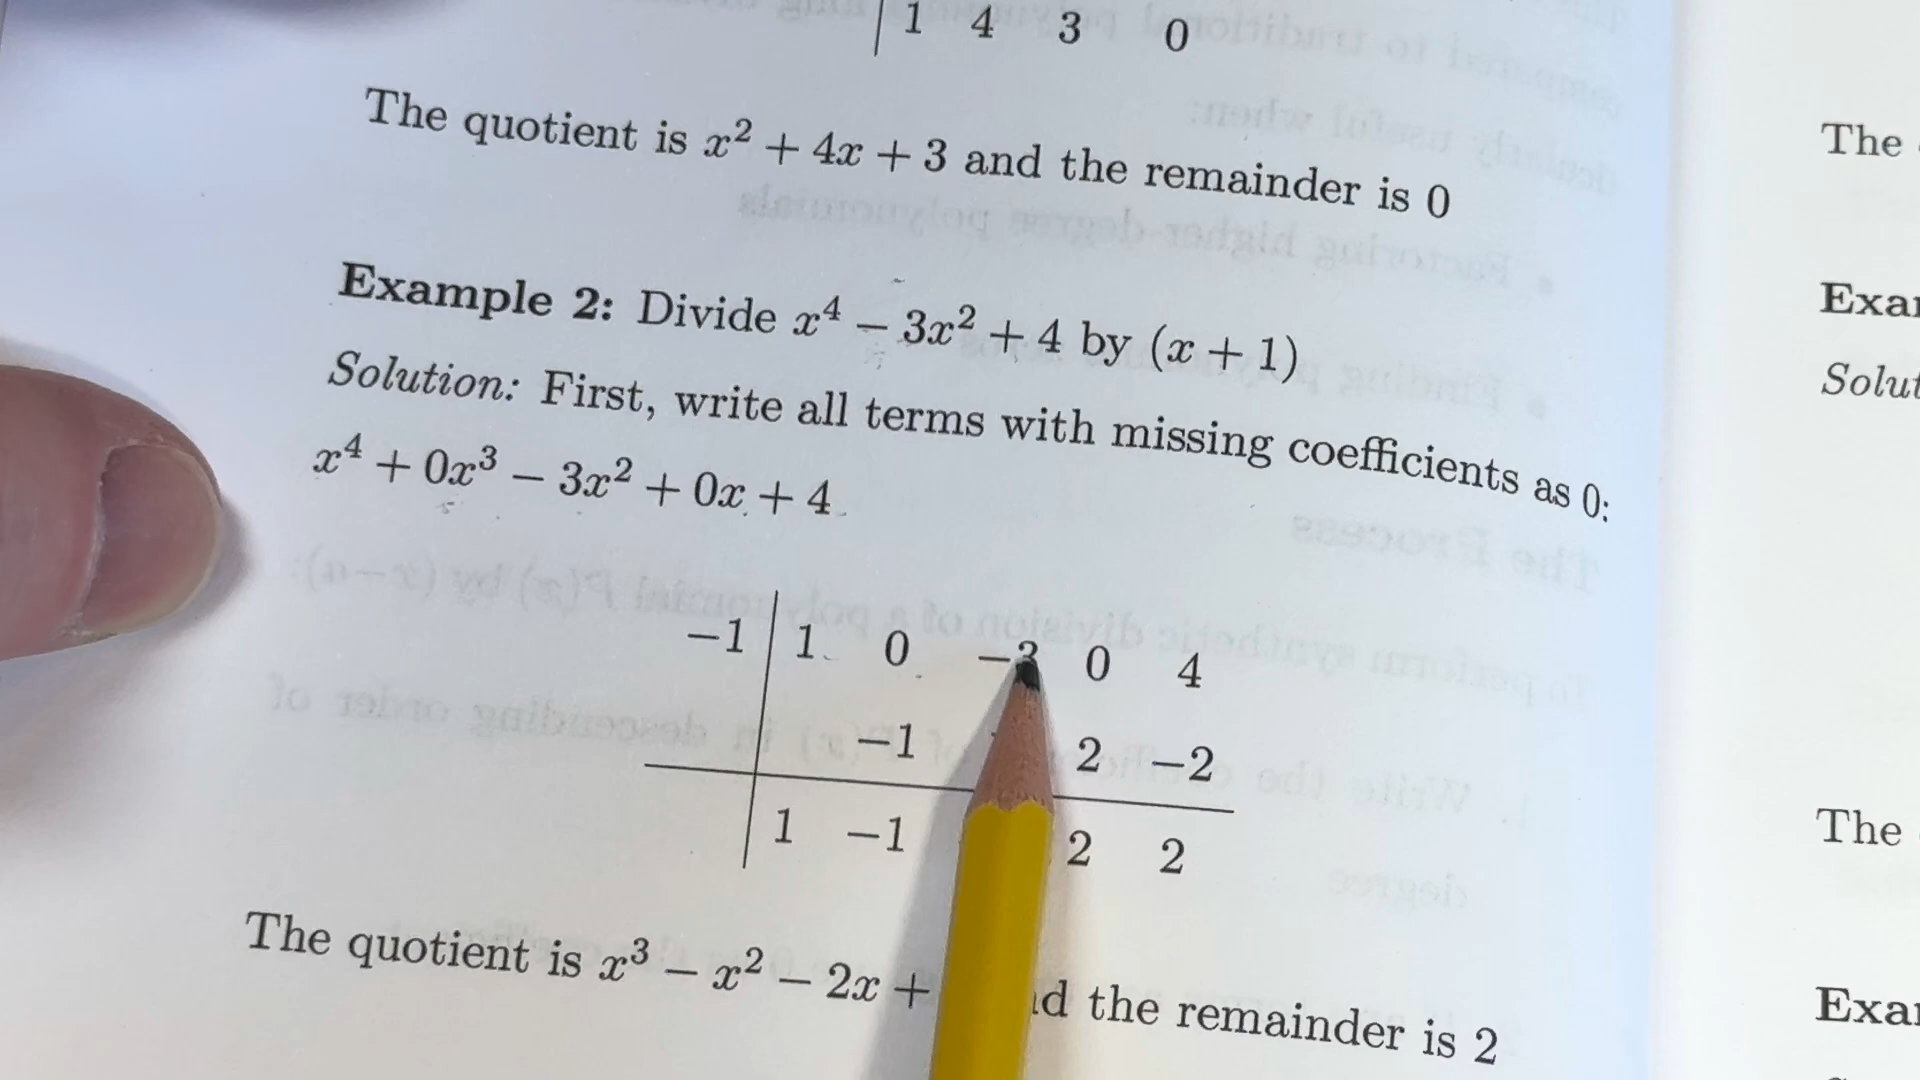 1 4 3 0
The quotient is x² + 4x + 3 and the remainder is 0
Example 2: Divide x⁴ − 3x² + 4 by (x + 1)
Solution: First, write all terms with missing coefficients as 0:
x⁴ + 0x³ − 3x² + 0x + 4
−1 1 0 −3 0 4
−1 2 −2
1 −1 2 2
The quotient is x³ − x² − 2x + the remainder is 2
The
The